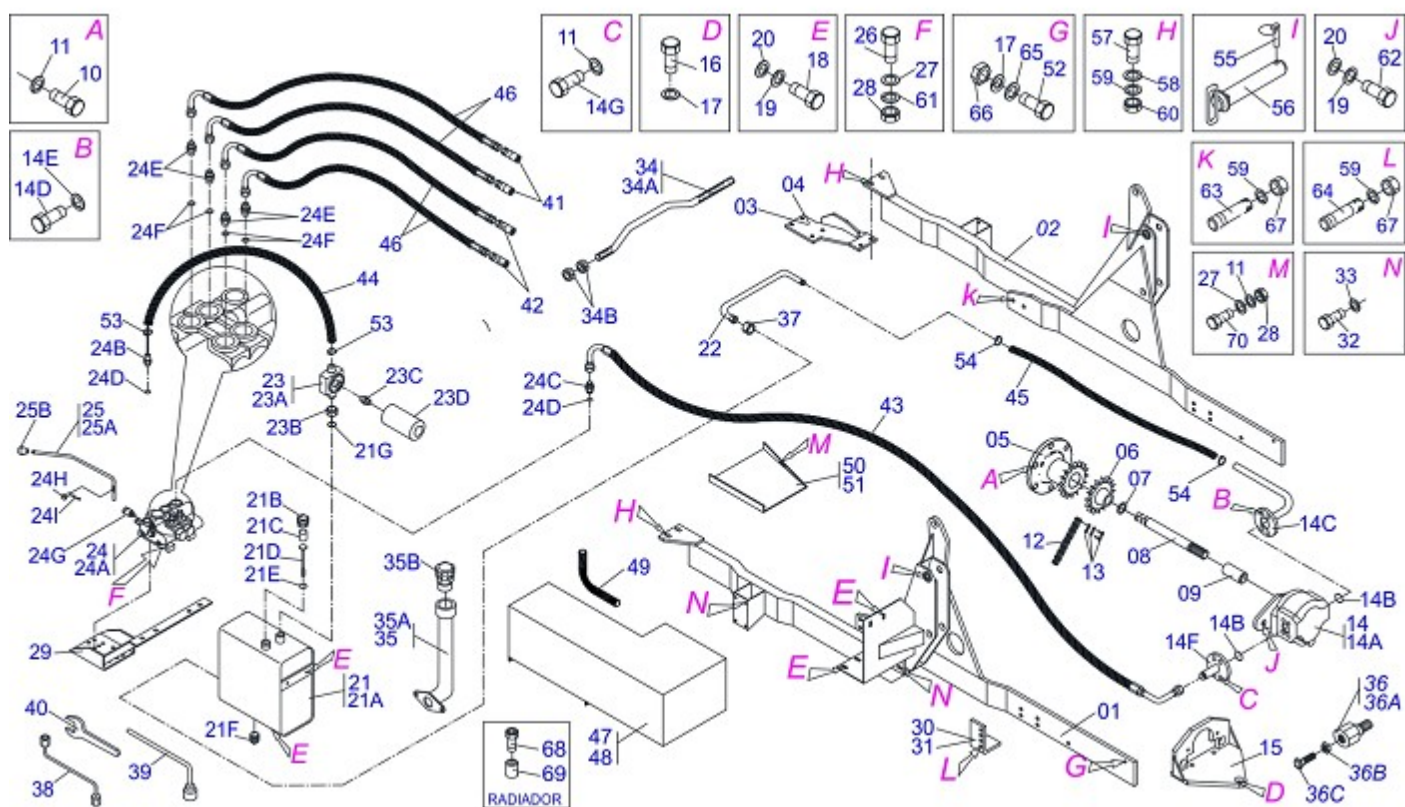 A
11
10
B
14E
14D
C
11
14G
D
16
17
E
20
19
18
F
26
27
28
61
G
17
65
52
66
H
57
58
59
60
I
55
56
J
20
19
62
K
59
63
67
L
59
64
67
M
27
11
70
28
N
33
32
46
24E
24F
24E
24F
46
41
42
34
34A
34B
04
03
H
02
I
k
44
53
24B
24D
53
23
23A
23B
23C
23D
21G
22
37
54
45
24C
24D
43
25B
25
25A
24H
24I
24G
24
24A
F
21B
21C
21D
21E
35B
35A
35
M
50
51
05
A
06
07
54
B
14C
12
13
08
09
14B
14
14A
14B
14F
J
C
H
49
N
E
I
E
N
29
E
21
21A
21F
E
40
38
39
68
69
RADIADOR
47
48
30
31
L
01
G
15
D
36
36A
36B
36C